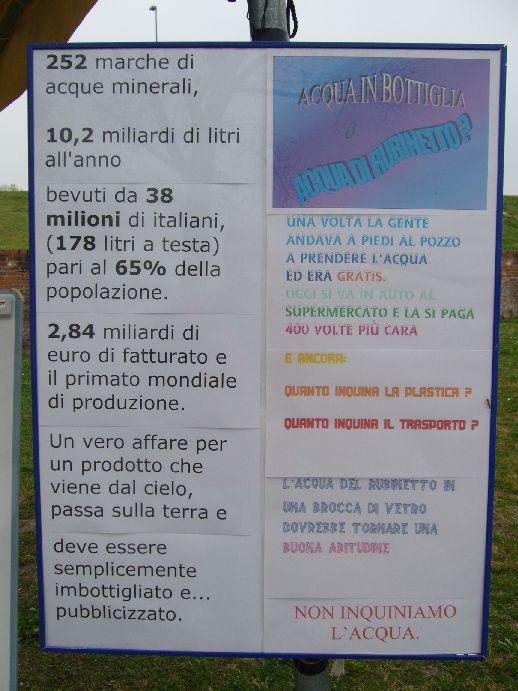 252 marche di
acque minerali,
10,2 miliardi di litri
all'anno
bevuti da 38
milioni di italiani,
(178 litri a testa)
pari al 65% della
popolazione.
2,84 miliardi di
euro di fatturato e
il primato mondiale
di produzione.
Un vero affare per
un prodotto che
viene dal cielo,
passa sulla terra e
deve essere
semplicemente
imbottigliato e...
pubblicizzato.
ACQUA IN BOTTIGLIA
O
ACQUA DI RUBINETTO?
UNA VOLTA LA GENTE
ANDAVA A PIEDI AL POZZO
A PRENDERE L'ACQUA
ED ERA GRATIS.
OGGI SI VA IN AUTO AL
SUPERMERCATO E LA SI PAGA
400 VOLTE PIÙ CARA
E ANCORA:
QUANTO INQUINA LA PLASTICA ?
QUANTO INQUINA IL TRASPORTO ?
L'ACQUA DEL RUBINETTO IN
UNA BROCCA DI VETRO
DOVREBBE TORNARE UNA
BUONA ABITUDINE
NON INQUINIAMO
L'ACQUA.